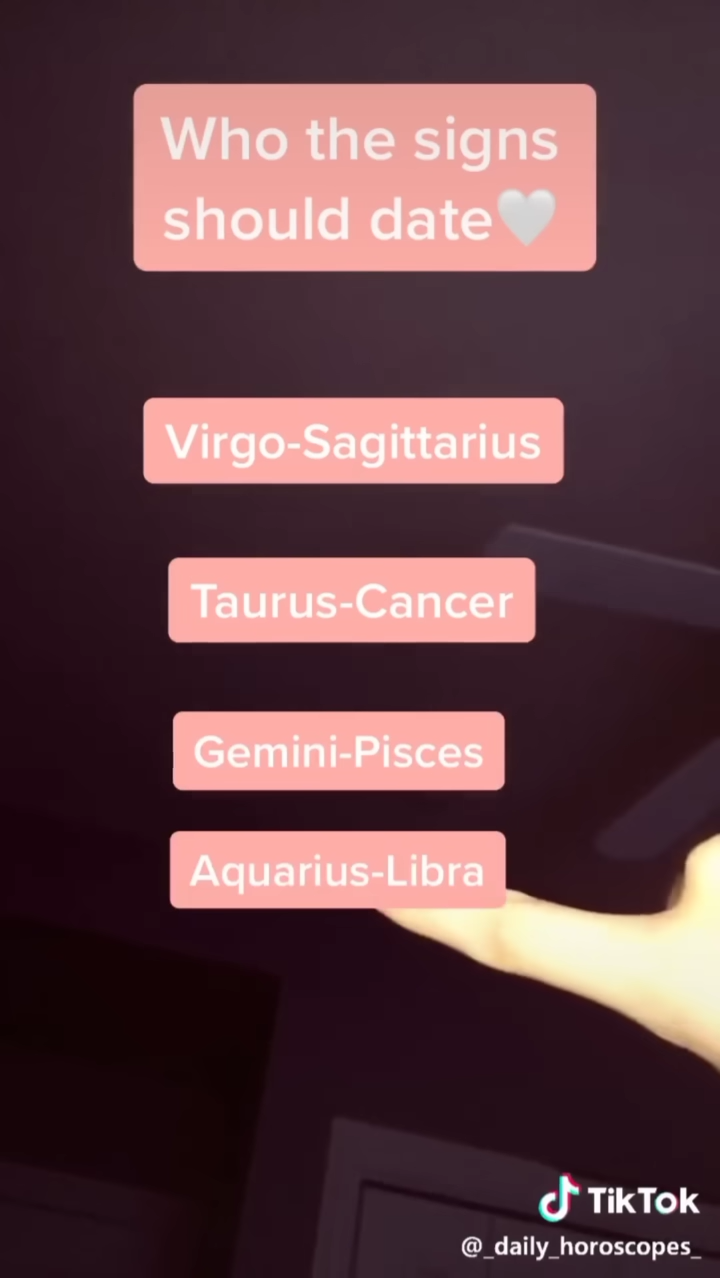 Who the signs
should date🤍
Virgo-Sagittarius
Taurus-Cancer
Gemini-Pisces
Aquarius-Libra
TikTok
@_daily_horoscopes_